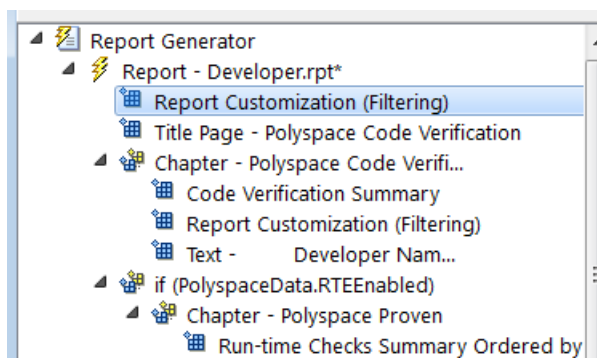 Report Generator
Report - Developer.rpt*
Report Customization (Filtering)
Title Page - Polyspace Code Verification
Chapter - Polyspace Code Verifi...
Code Verification Summary
Report Customization (Filtering)
Text - Developer Nam...
if (PolyspaceData.RTEEnabled)
Chapter - Polyspace Proven
Run-time Checks Summary Ordered by